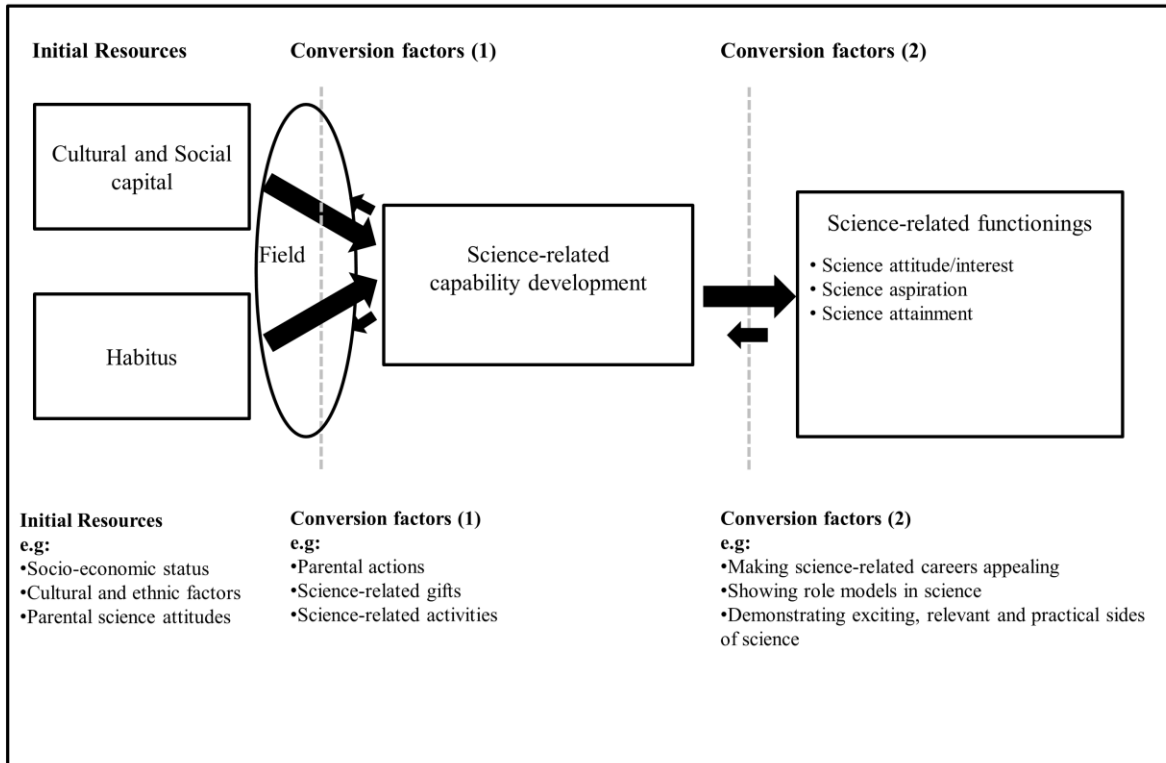 Initial Resources
Conversion factors (1)
Conversion factors (2)
Cultural and Social
capital
Field
Habitus
Science-related
capability development
Science-related functionings
• Science attitude/interest
• Science aspiration
• Science attainment
Initial Resources
e.g:
•Socio-economic status
•Cultural and ethnic factors
•Parental science attitudes
Conversion factors (1)
e.g:
•Parental actions
•Science-related gifts
•Science-related activities
Conversion factors (2)
e.g:
•Making science-related careers appealing
•Showing role models in science
•Demonstrating exciting, relevant and practical sides
of science